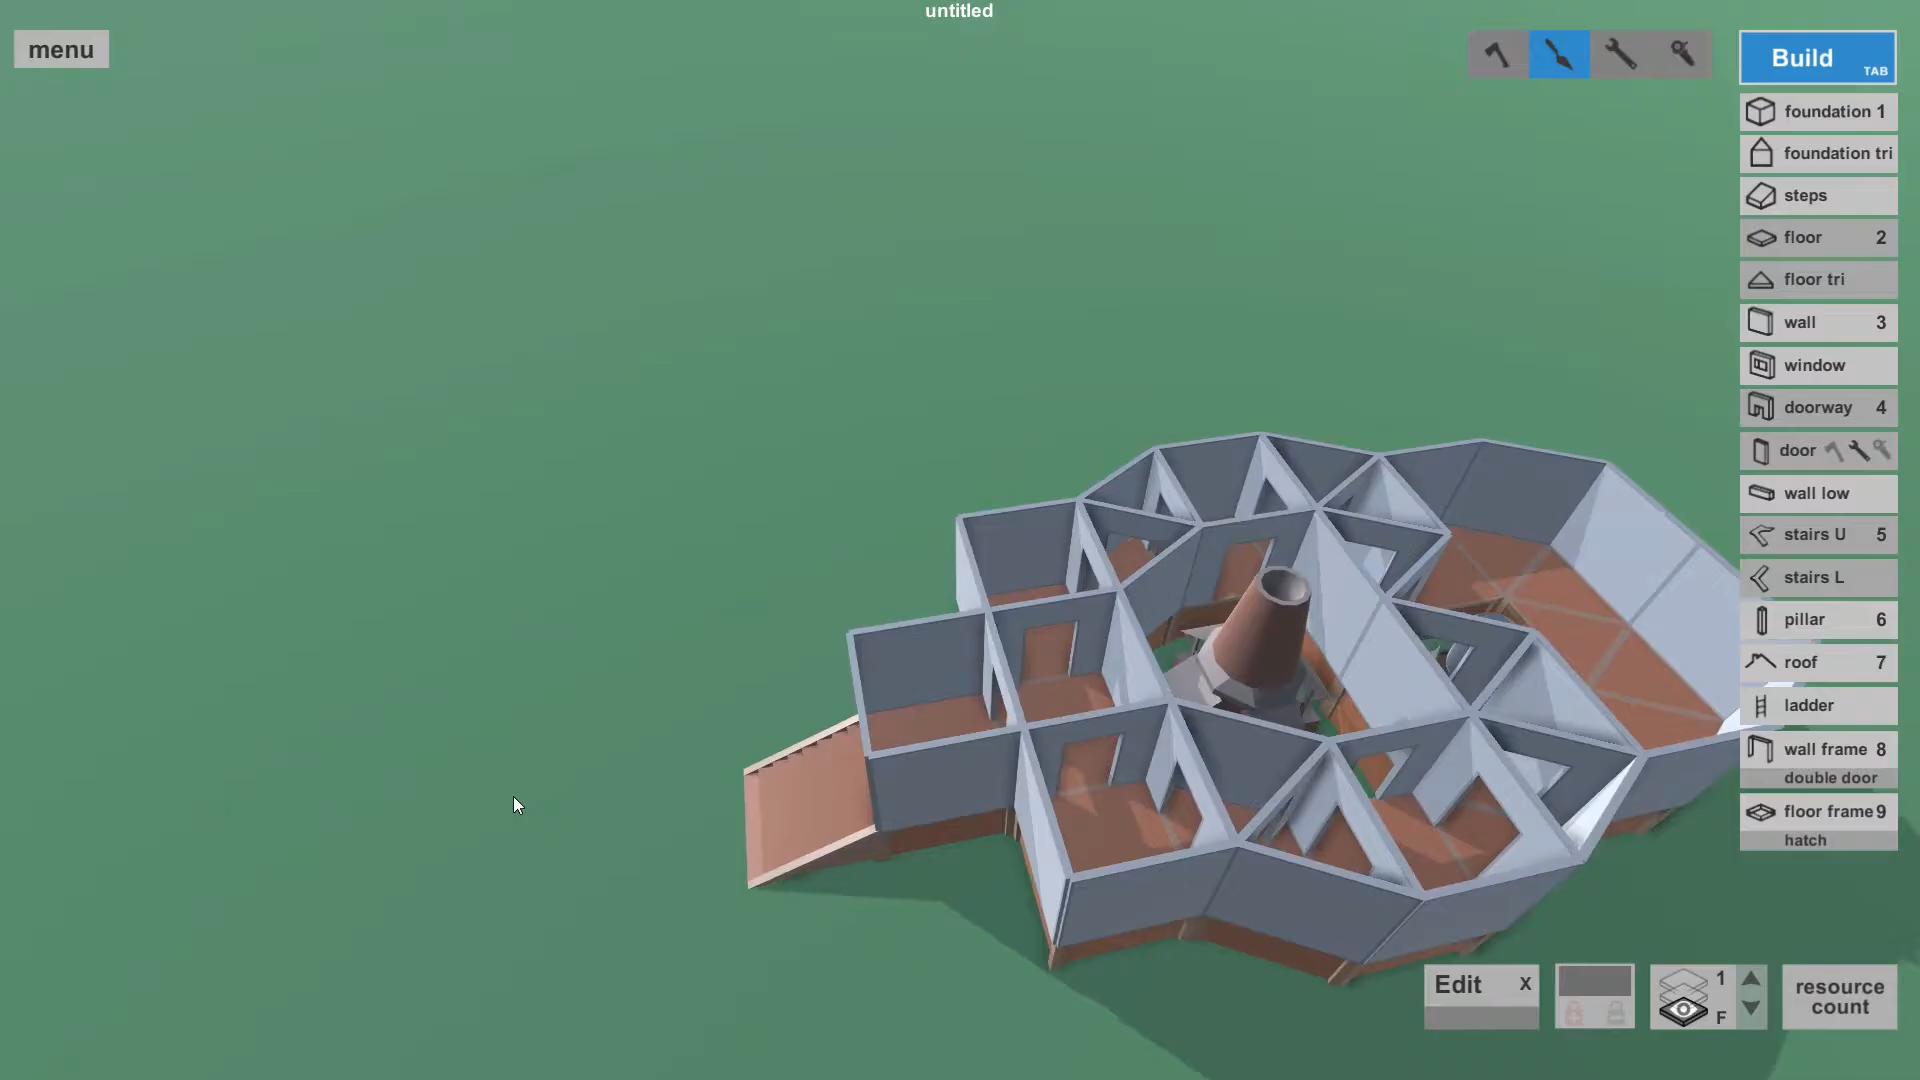 untitled
menu
Build
TAB
foundation 1
foundation tri
steps
floor 2
floor tri
wall 3
window
doorway 4
door
wall low
stairs U 5
stairs L
pillar 6
roof 7
ladder
wall frame 8
double door
floor frame 9
hatch
Edit X
1
F
resource
count